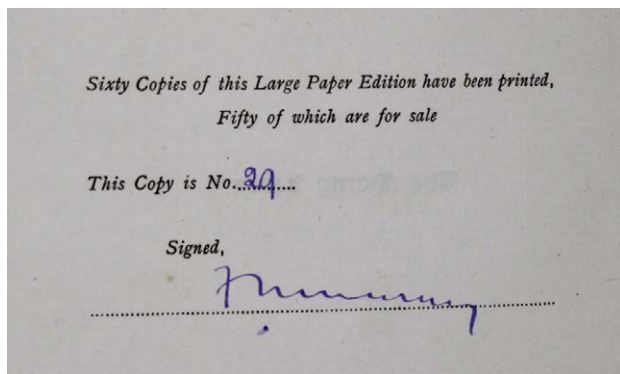 Sixty Copies of this Large Paper Edition have been printed,
Fifty of which are for sale
This Copy is No. 29
Signed,